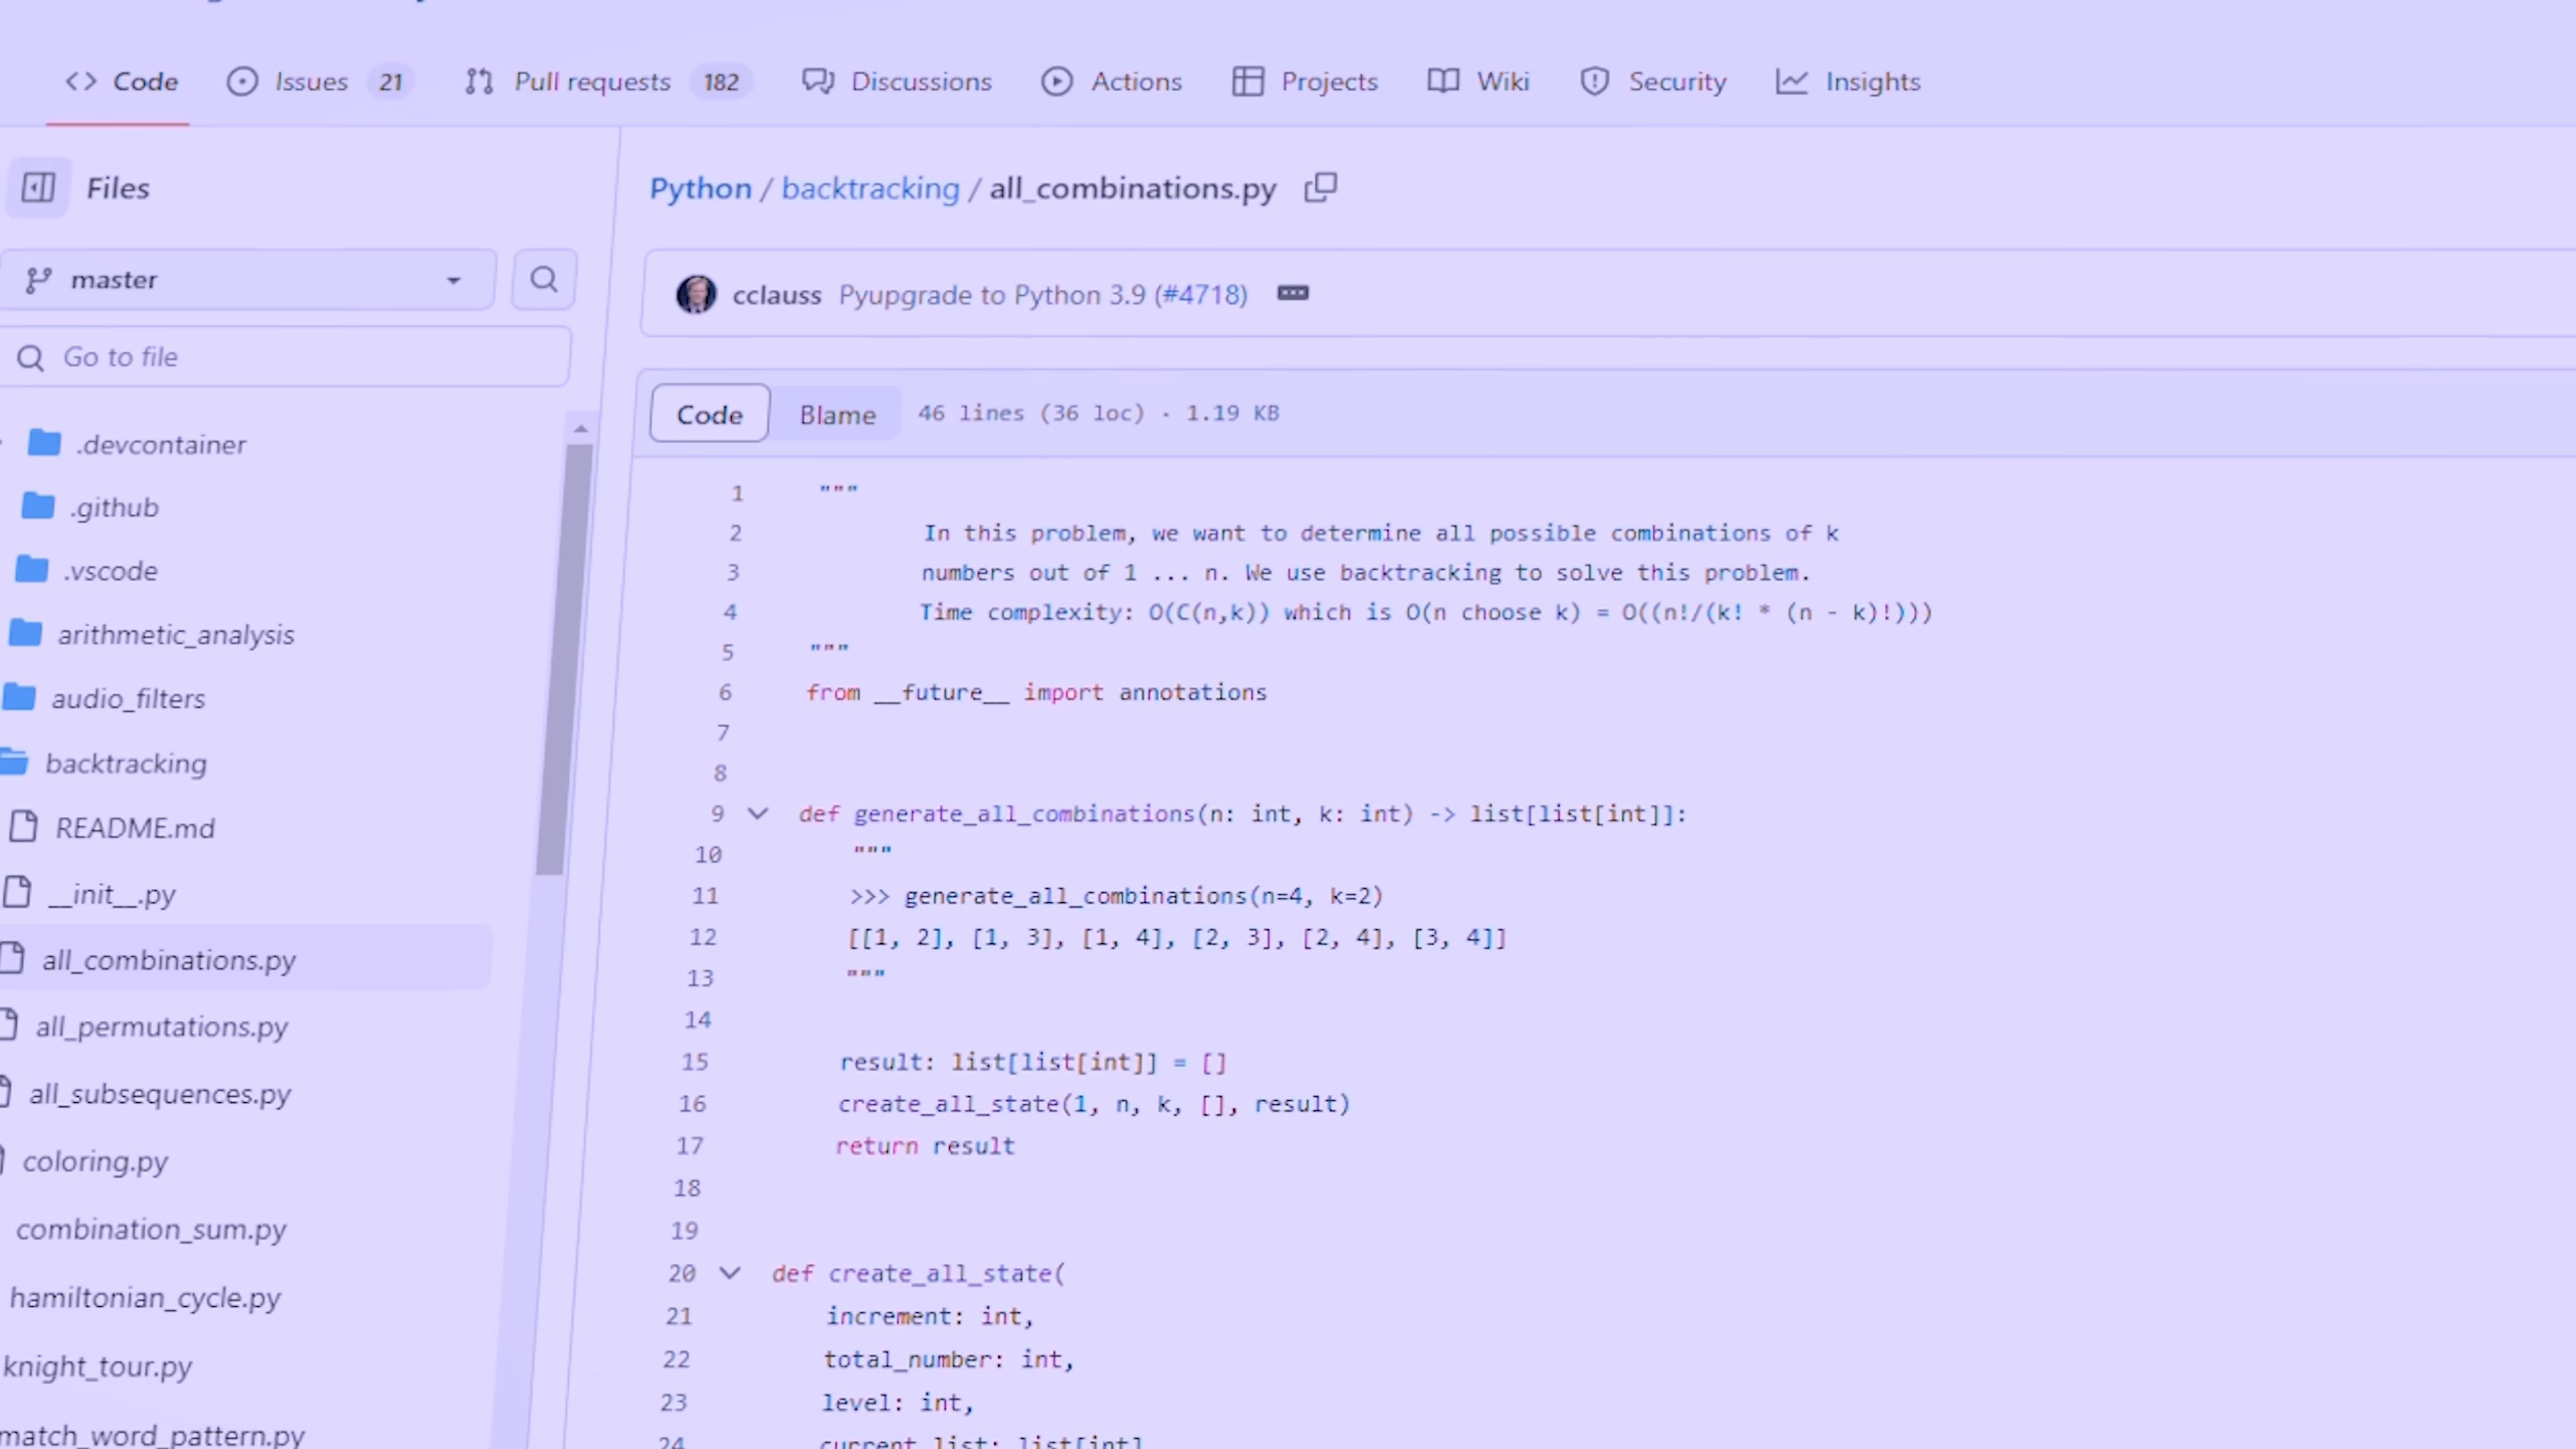 Code Issues 21 Pull requests 182 Discussions Actions Projects Wiki Security Insights
Files
master
Go to file
.devcontainer
.github
.vscode
arithmetic_analysis
audio_filters
backtracking
README.md
__init__.py
all_combinations.py
all_permutations.py
all_subsequences.py
coloring.py
combination_sum.py
hamiltonian_cycle.py
knight_tour.py
match_word_pattern.py
Python / backtracking / all_combinations.py
cclauss Pyupgrade to Python 3.9 (#4718)
Code Blame 46 lines (36 loc) · 1.19 KB
1 """
2 In this problem, we want to determine all possible combinations of k
3 numbers out of 1 ... n. We use backtracking to solve this problem.
4 Time complexity: O(C(n,k)) which is O(n choose k) = O((n!/(k! * (n - k)!)))
5 """
6 from __future__ import annotations
7
8
9 def generate_all_combinations(n: int, k: int) -> list[list[int]]:
10 """
11 >>> generate_all_combinations(n=4, k=2)
12 [[1, 2], [1, 3], [1, 4], [2, 3], [2, 4], [3, 4]]
13 """
14
15 result: list[list[int]] = []
16 create_all_state(1, n, k, [], result)
17 return result
18
19
20 def create_all_state(
21 increment: int,
22 total_number: int,
23 level: int,
24 current_list: list[int]